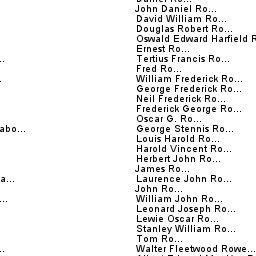 John Daniel Ro...
David William Ro...
Douglas Robert Ro...
Oswald Edward Harfield R
Ernest Ro...
..
Tertius Francis Ro...
Fred Ro...
William Frederick Ro...
George Frederick Ro...
Neil Frederick Ro...
Frederick George Ro...
Oscar G. Ro...
abo...
George Stennis Ro...
Louis Harold Ro...
Harold Vincent Ro...
Herbert John Ro...
James Ro...
a...
Laurence John Ro...
John Ro...
...
William John Ro...
Leonard Joseph Ro...
Lewie Oscar Ro...
Stanley William Ro...
Tom Ro...
..
Walter Fleetwood Rowe...